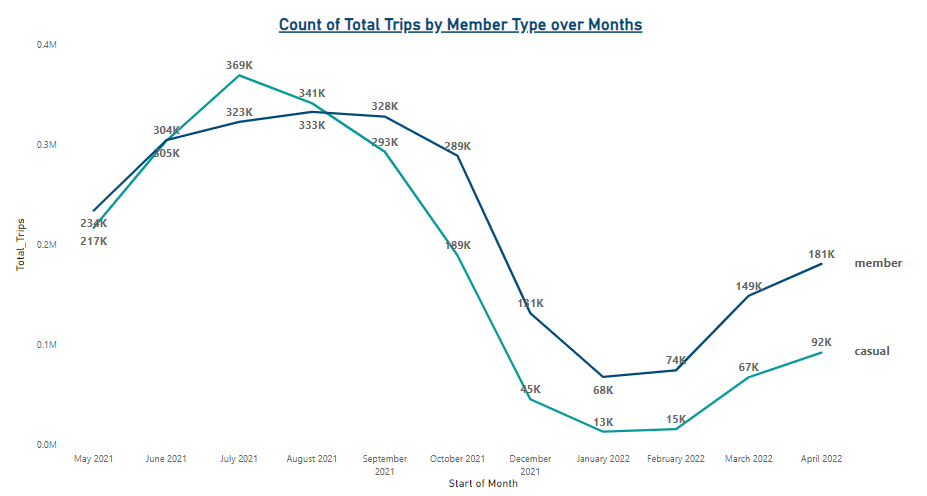 Count of Total Trips by Member Type over Months
0.4M
0.3M
0.2M
0.1M
0.0M
Total_Trips
369K
341K
323K
333K
328K
304K
305K
293K
289K
234K
217K
189K
131K
45K
68K
13K
74K
15K
149K
67K
181K
92K
member
casual
May 2021
June 2021
July 2021
August 2021
September
2021
October 2021
December
2021
January 2022
February 2022
March 2022
April 2022
Start of Month